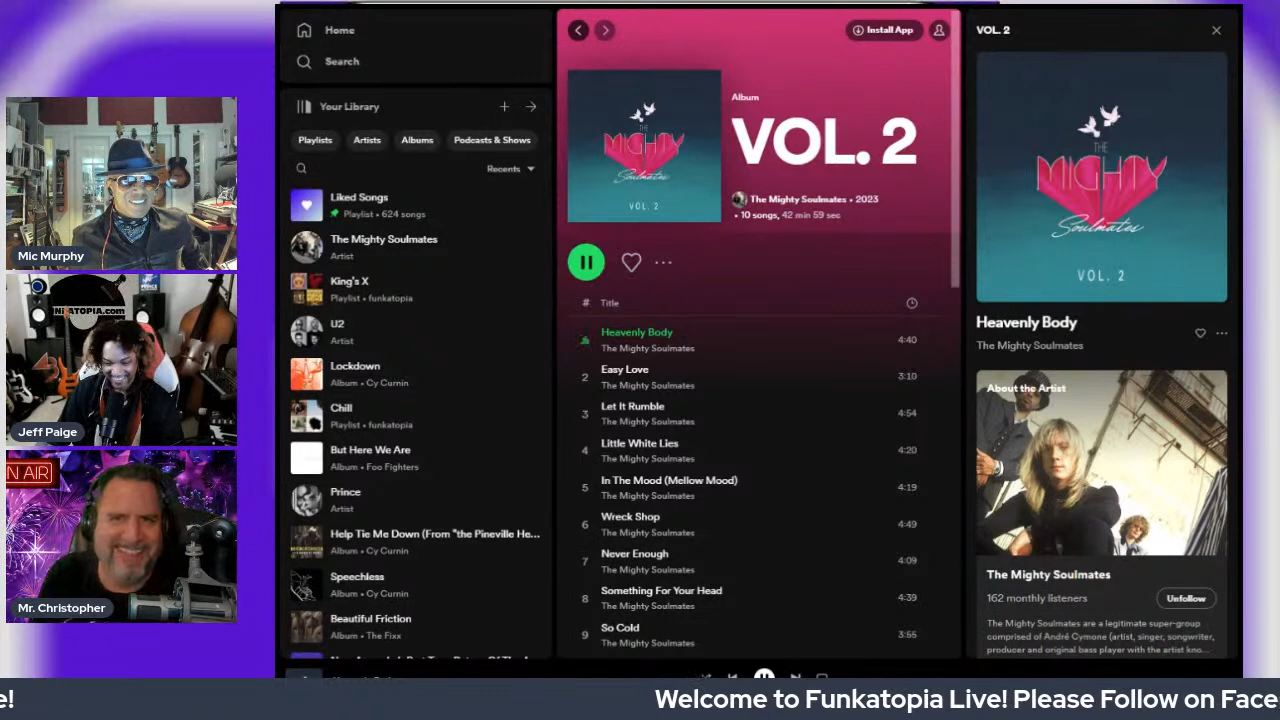 Mic Murphy
Jeff Paige
N AIR
Mr. Christopher
Home
Search
Your Library
Playlists
Artists
Albums
Podcasts & Shows
Recents
Liked Songs
Playlist • 624 songs
The Mighty Soulmates
Artist
King's X
Playlist • funkatopia
U2
Artist
Lockdown
Album • Cy Curnin
Chill
Playlist • funkatopia
But Here We Are
Album • Foo Fighters
Prince
Artist
Help Tie Me Down (From "the Pineville He...
Album • Cy Curnin
Speechless
Album • Cy Curnin
Beautiful Friction
Album • The Fixx
Install App
THE
MIGHTY
Soulmates
VOL. 2
Album
VOL. 2
The Mighty Soulmates • 2023
• 10 songs, 42 min 59 sec
# Title
Heavenly Body
The Mighty Soulmates
4:40
2 Easy Love
The Mighty Soulmates
3:10
3 Let It Rumble
The Mighty Soulmates
4:54
4 Little White Lies
The Mighty Soulmates
4:20
5 In The Mood (Mellow Mood)
The Mighty Soulmates
4:19
6 Wreck Shop
The Mighty Soulmates
4:49
7 Never Enough
The Mighty Soulmates
4:09
8 Something For Your Head
The Mighty Soulmates
4:39
9 So Cold
The Mighty Soulmates
3:55
VOL. 2
THE
MIGHTY
Soulmates
VOL. 2
Heavenly Body
The Mighty Soulmates
About the Artist
The Mighty Soulmates
162 monthly listeners
Unfollow
The Mighty Soulmates are a legitimate super-group
comprised of André Cymone (artist, singer, songwriter,
producer and original bass player with the artist kno...
e!
Welcome to Funkatopia Live! Please Follow on Face